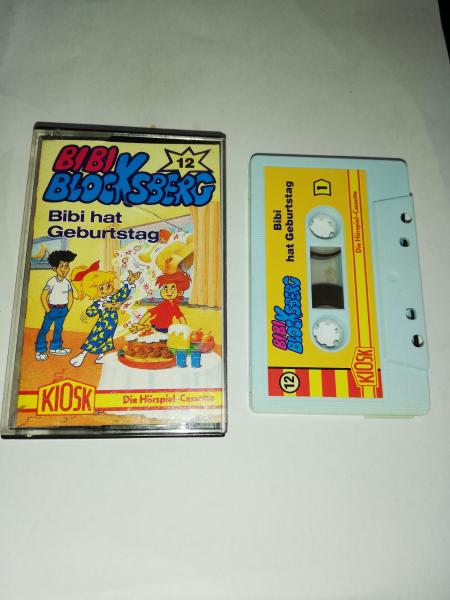 BIBI
12
BLOCKSBERG
Bibi hat
Geburtstag
KIOSK
Die Hörspiel-Cassette
12
BIBI
BLOCKSBERG
Bibi
hat Geburtstag
1
KIOSK
Die Hörspiel-Cassette